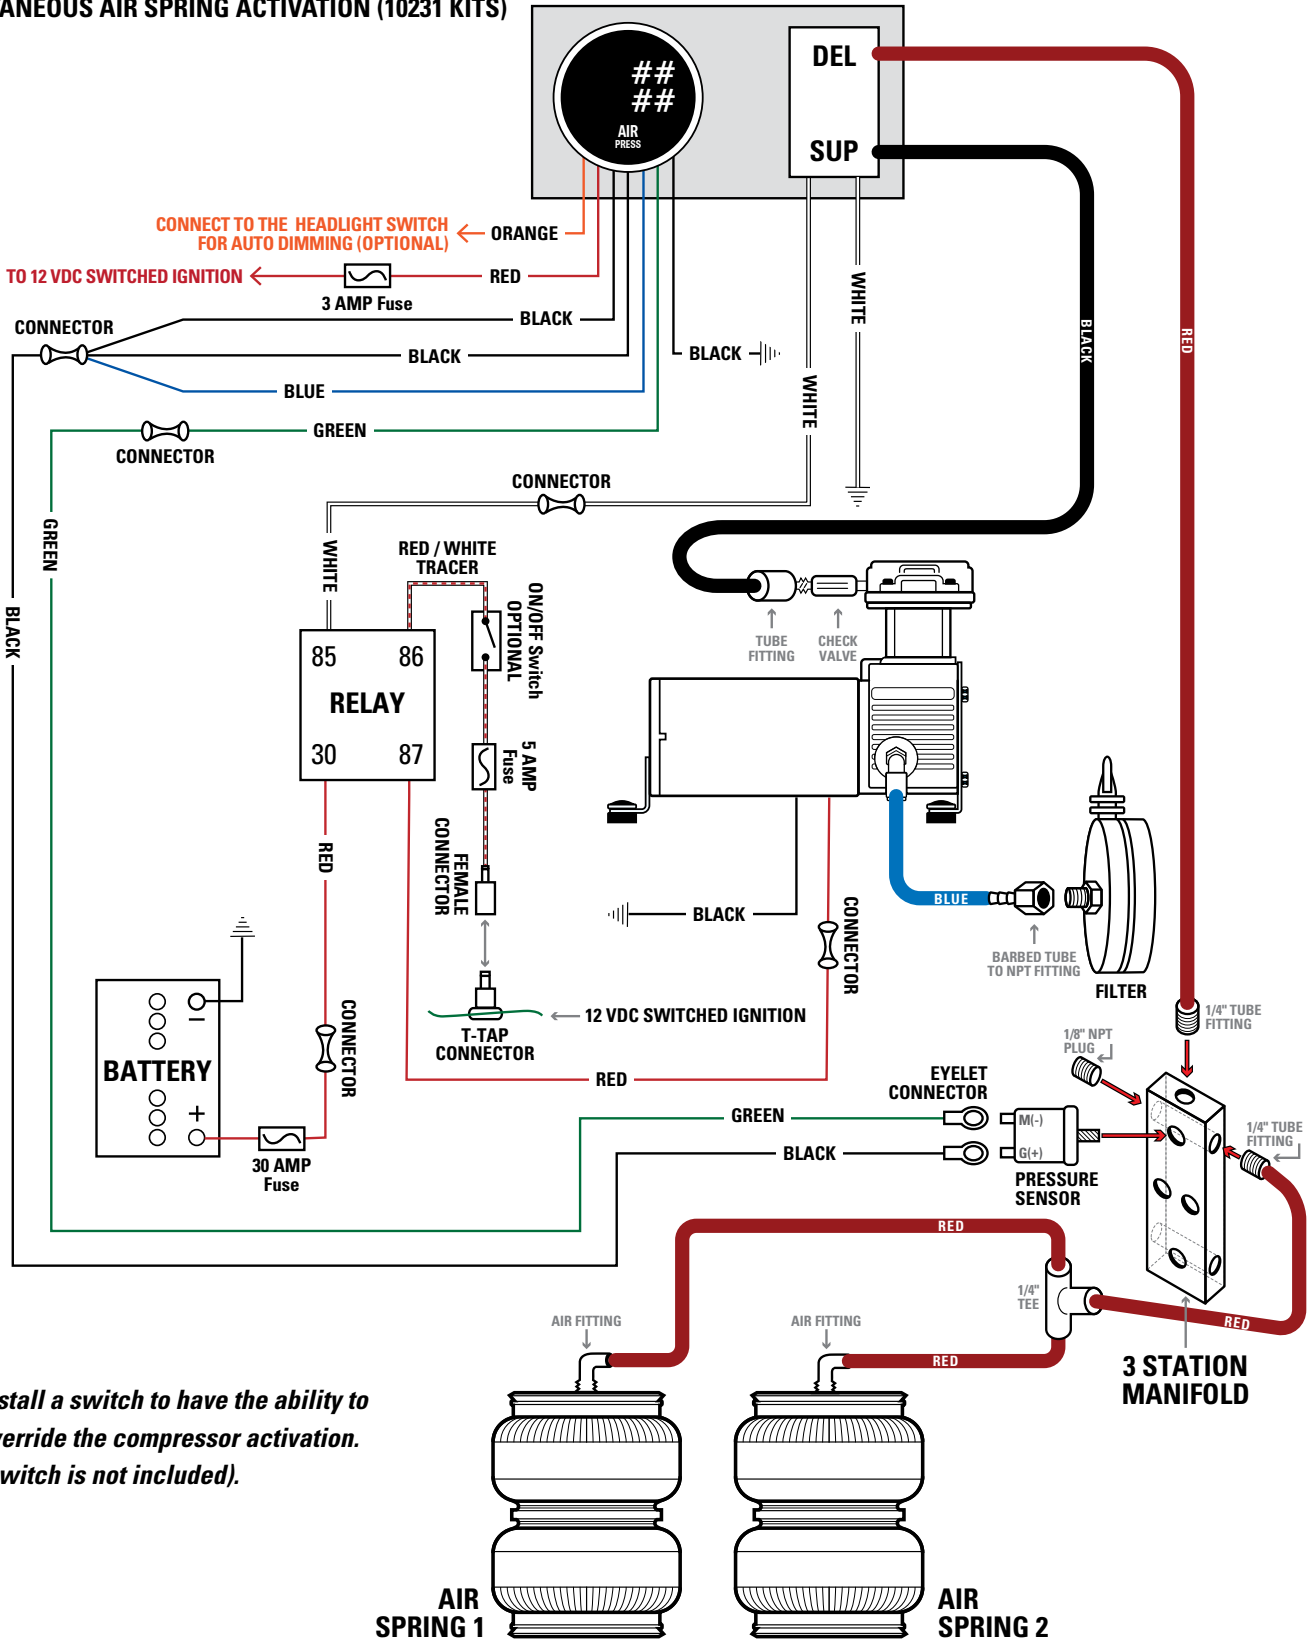 ANEOUS AIR SPRING ACTIVATION (10231 KITS)
##
##
AIR
PRESS
DEL
SUP
CONNECT TO THE HEADLIGHT SWITCH
FOR AUTO DIMMING (OPTIONAL)
ORANGE
TO 12 VDC SWITCHED IGNITION
RED
3 AMP Fuse
CONNECTOR
BLACK
BLACK
BLACK
BLUE
GREEN
CONNECTOR
WHITE
WHITE
BLACK
RED
CONNECTOR
GREEN
BLACK
WHITE
RED / WHITE
TRACER
ON/OFF Switch
OPTIONAL
85
86
RELAY
30
87
5 AMP
Fuse
FEMALE
CONNECTOR
RED
TUBE
FITTING
CHECK
VALVE
BLACK
CONNECTOR
BLUE
BARBED TUBE
TO NPT FITTING
FILTER
12 VDC SWITCHED IGNITION
T-TAP
CONNECTOR
RED
CONNECTOR
BATTERY
–
+
30 AMP
Fuse
1/4" TUBE
FITTING
1/8" NPT
PLUG
EYELET
CONNECTOR
GREEN
BLACK
M(-)
G(+)
PRESSURE
SENSOR
1/4" TUBE
FITTING
RED
1/4"
TEE
RED
AIR FITTING
AIR FITTING
RED
3 STATION
MANIFOLD
stall a switch to have the ability to
verride the compressor activation.
witch is not included).
AIR
SPRING 1
AIR
SPRING 2